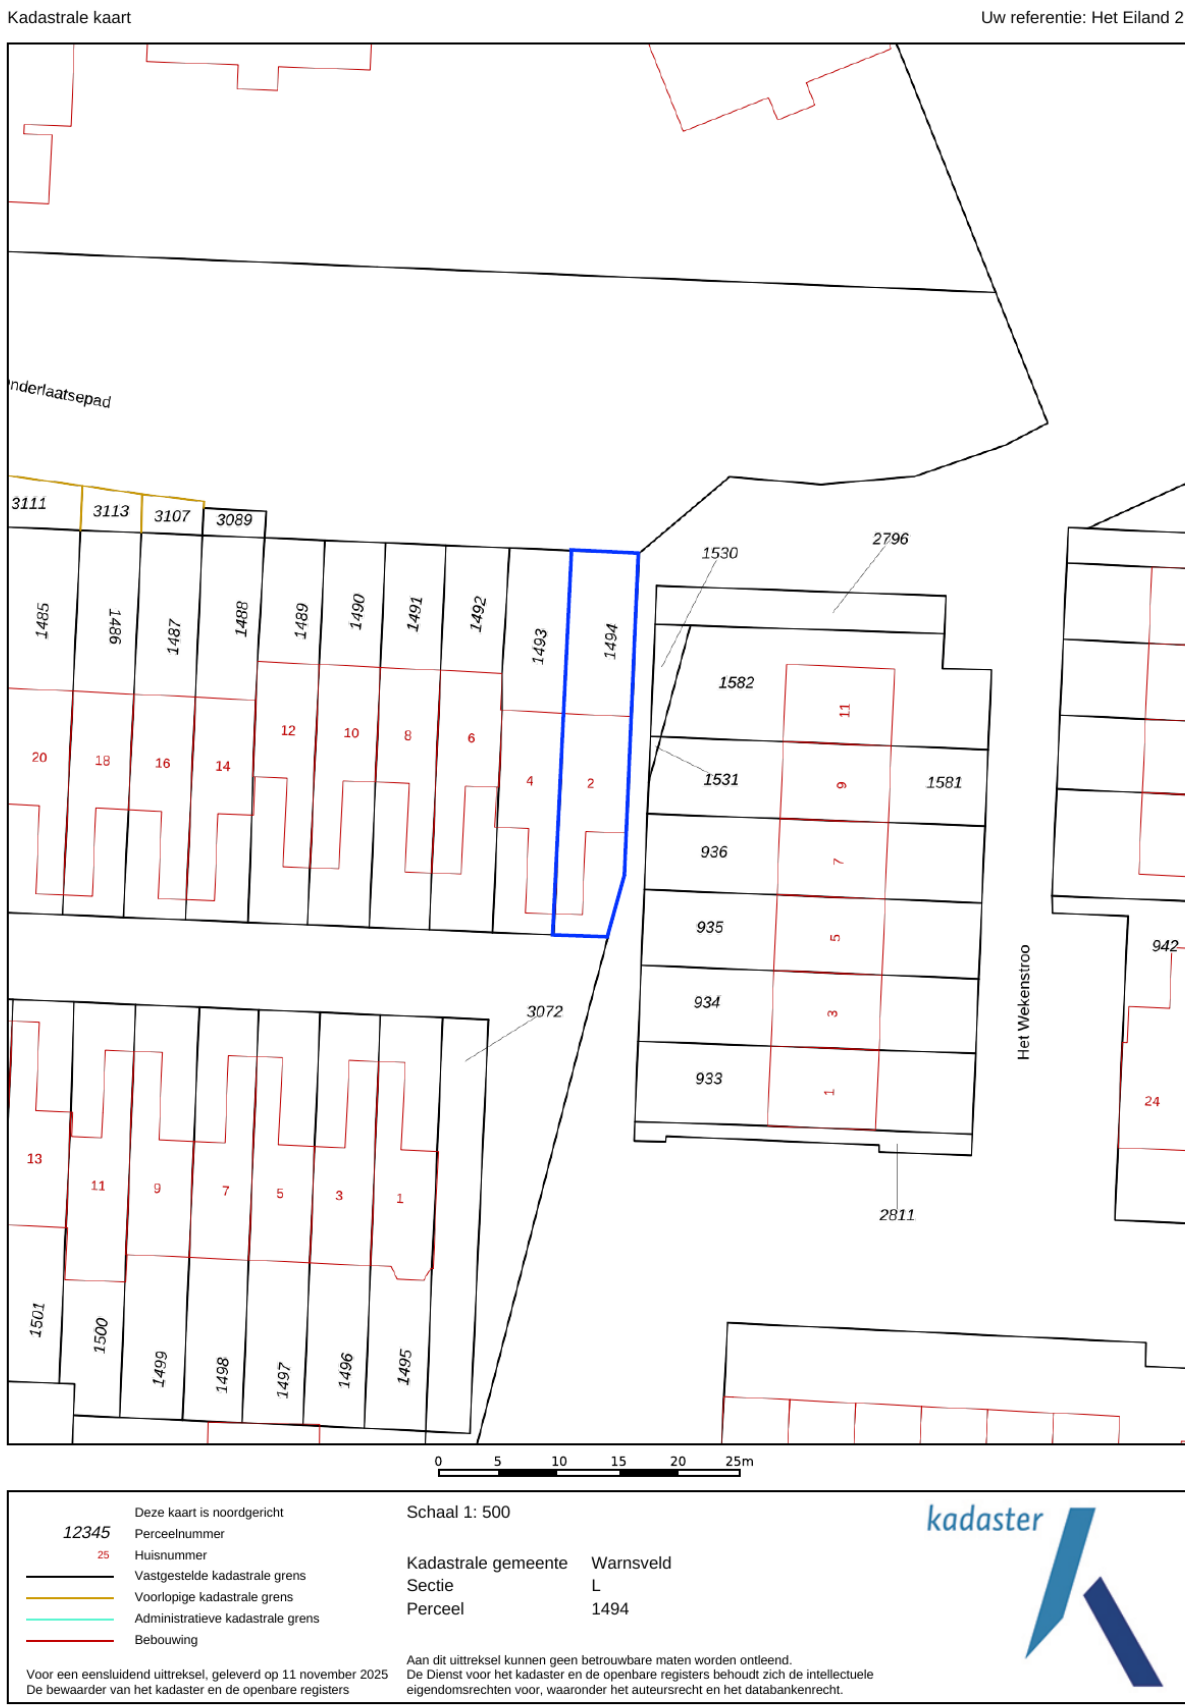 Kadastrale kaart
Uw referentie: Het Eiland 2
nderlaatsepad
3111
3113
3107
3089
1485
1486
1487
1488
1489
1490
1491
1492
1493
1494
1530
2796
1582
11
1531
9
1581
936
7
935
5
934
3
933
1
2811
Het Wekenstroo
942
24
20
18
16
14
12
10
8
6
4
2
3072
13
11
9
7
5
3
1
1501
1500
1499
1498
1497
1496
1495
0 5 10 15 20 25m
Deze kaart is noordgericht
12345 Perceelnummer
25 Huisnummer
Vastgestelde kadastrale grens
Voorlopige kadastrale grens
Administratieve kadastrale grens
Bebouwing
Voor een eensluidend uittreksel, geleverd op 11 november 2025
De bewaarder van het kadaster en de openbare registers
Schaal 1: 500
Kadastrale gemeente Warnsveld
Sectie L
Perceel 1494
Aan dit uittreksel kunnen geen betrouwbare maten worden ontleend.
De Dienst voor het kadaster en de openbare registers behoudt zich de intellectuele
eigendomsrechten voor, waaronder het auteursrecht en het databankenrecht.
kadaster